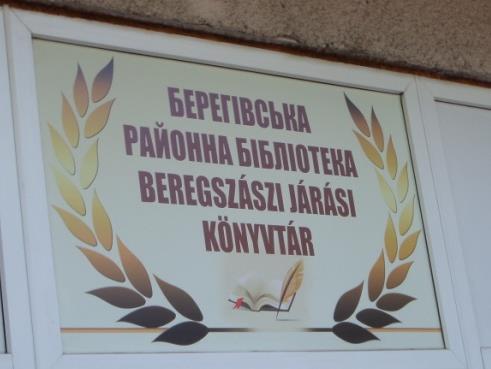 БЕРЕГІВСЬКА
РАЙОННА БІБЛІОТЕКА
BEREGSZÁSZI JÁRÁSI
KÖNYVTÁR